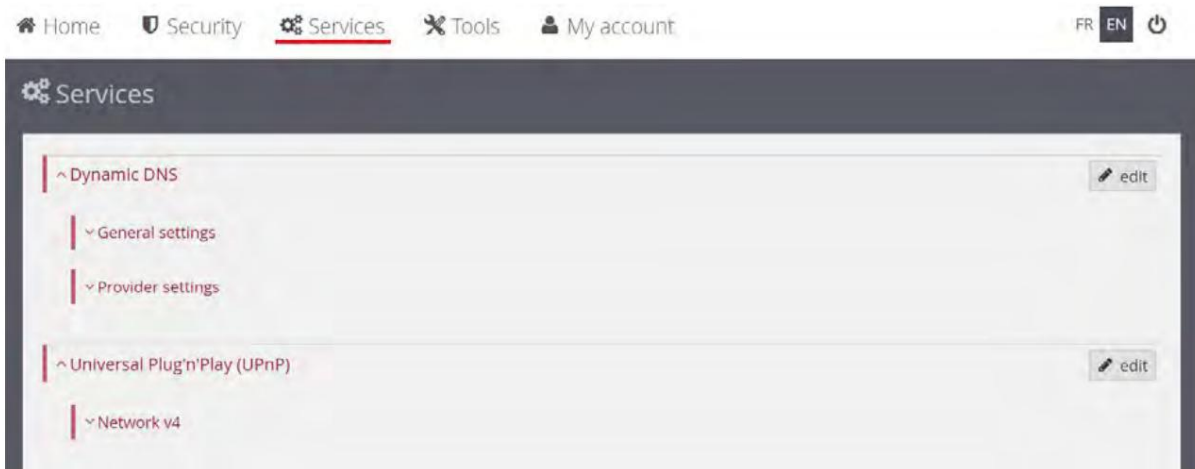 Home Security Services Tools My account FR EN
Services
Dynamic DNS edit
General settings
Provider settings
Universal Plug'n'Play (UPnP) edit
Network v4